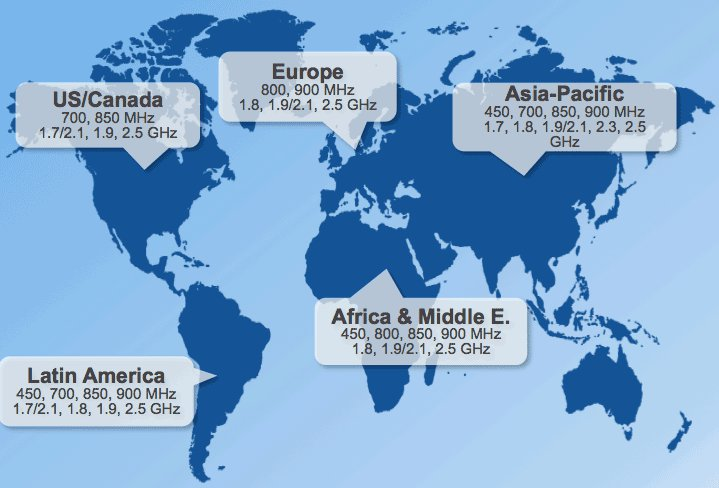 US/Canada
700, 850 MHz
1.7/2.1, 1.9, 2.5 GHz
Europe
800, 900 MHz
1.8, 1.9/2.1, 2.5 GHz
Asia-Pacific
450, 700, 850, 900 MHz
1.7, 1.8, 1.9/2.1, 2.3, 2.5
GHz
Africa & Middle E.
450, 800, 850, 900 MHz
1.8, 1.9/2.1, 2.5 GHz
Latin America
450, 700, 850, 900 MHz
1.7/2.1, 1.8, 1.9, 2.5 GHz